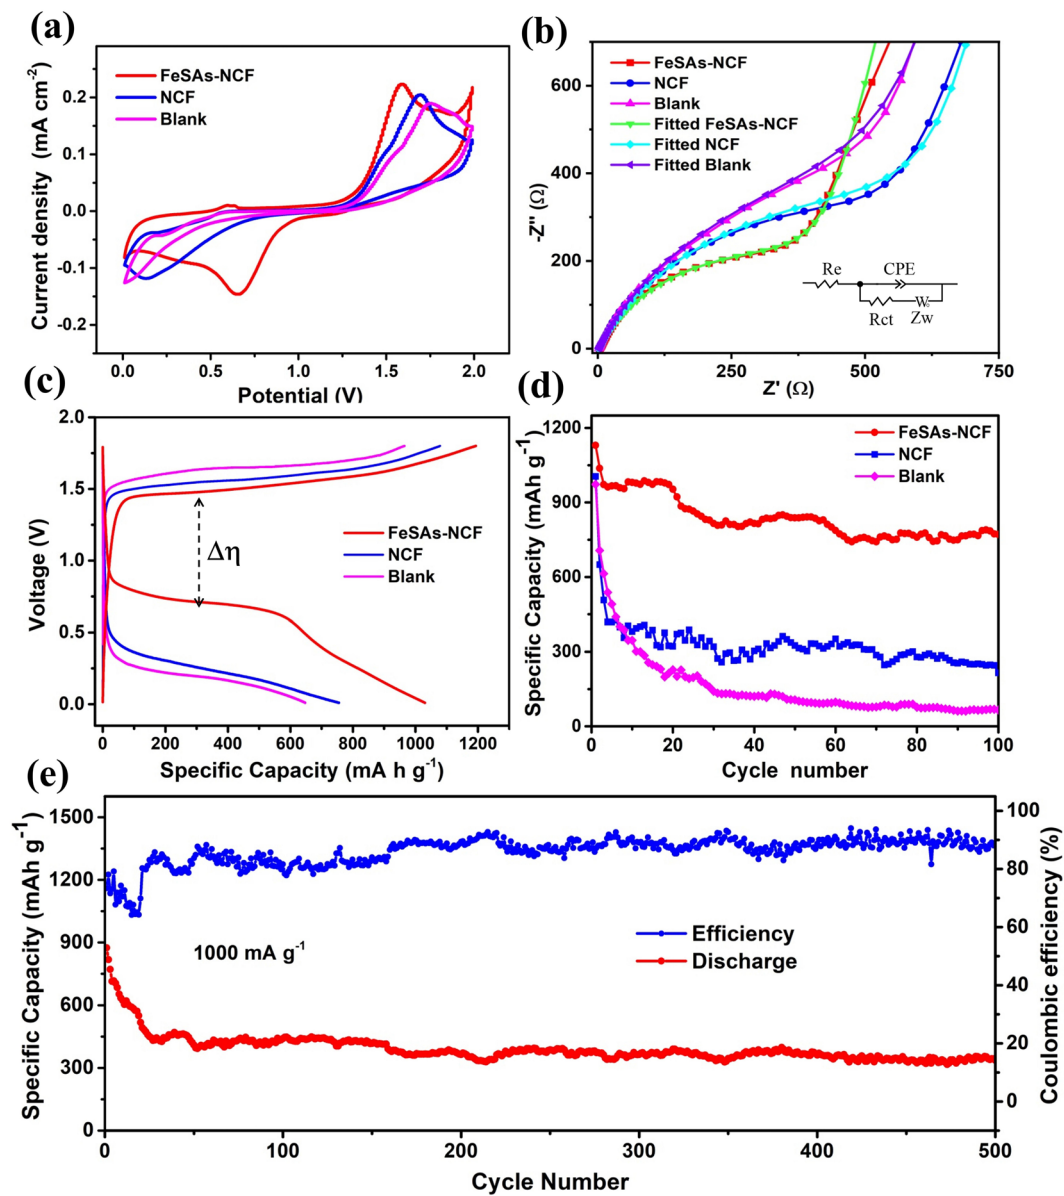 (a)
FeSAs-NCF
NCF
Blank
0.2
0.1
0.0
-0.1
-0.2
Current density (mA cm-2)
0.0 0.5 1.0 1.5 2.0
Potential (V)
(b)
FeSAs-NCF
NCF
Blank
Fitted FeSAs-NCF
Fitted NCF
Fitted Blank
600
400
200
0
-Z'' (Ω)
Re CPE
Rct Zw
W
0 250 500 750
Z' (Ω)
(c)
2.0
1.5
1.0
0.5
0.0
Voltage (V)
FeSAs-NCF
NCF
Blank
Δη
0 200 400 600 800 1000 1200
Specific Capacity (mA h g-1)
(d)
1200
900
600
300
0
Specific Capacity (mAh g-1)
FeSAs-NCF
NCF
Blank
0 20 40 60 80 100
Cycle number
(e)
1500
1200
900
600
300
0
Specific Capacity (mAh g-1)
1000 mA g-1
Efficiency
Discharge
100
80
60
40
20
0
Coulombic efficiency (%)
0 100 200 300 400 500
Cycle Number